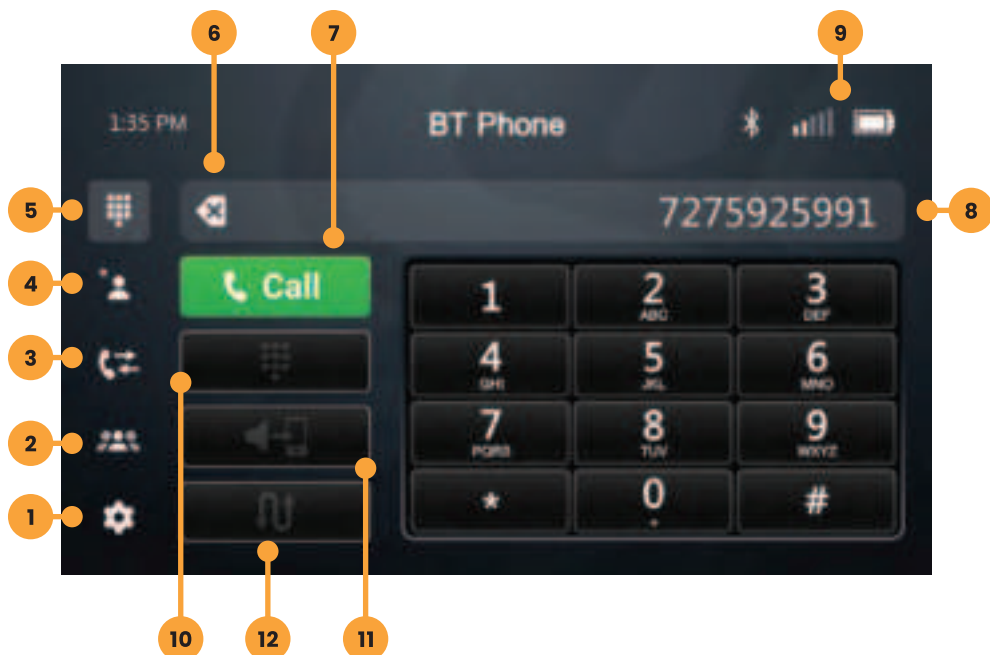 6 7 9
1:35 PM BT Phone
5 7275925991 8
4 Call 1 2 ABC 3 DEF
3 4 GHI 5 JKL 6 MNO
2 7 PQRS 8 TUV 9 WXYZ
1 * 0 + #
10 12 11